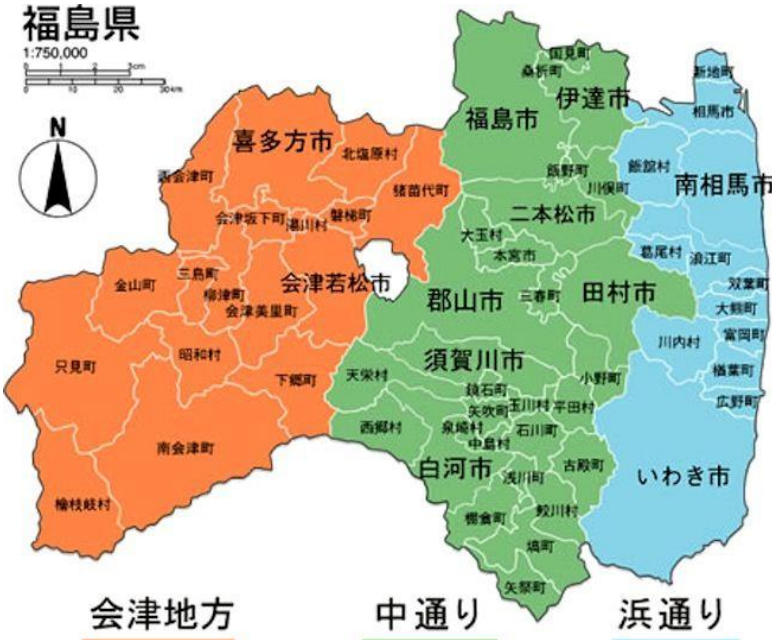 福島県
1:750,000
0 1 2 3cm
0 10 20 30km
N
国見町
桑折町
伊達市
福島市
新地町
相馬市
喜多方市
北塩原村
西会津町
猪苗代町
飯野町
川俣町
飯舘村
南相馬市
会津坂下町
湯川村
磐梯町
二本松市
大玉村
本宮市
葛尾村
浪江町
金山町
三島町
柳津町
会津若松市
会津美里町
郡山市
三春町
田村市
双葉町
大熊町
富岡町
川内村
楢葉町
広野町
只見町
昭和村
下郷町
須賀川市
天栄村
小野町
鏡石町
矢吹町
玉川村
平田村
西郷村
泉崎村
中島村
石川町
南会津町
白河市
浅川町
古殿町
いわき市
檜枝岐村
棚倉町
鮫川村
塙町
矢祭町
会津地方
中通り
浜通り